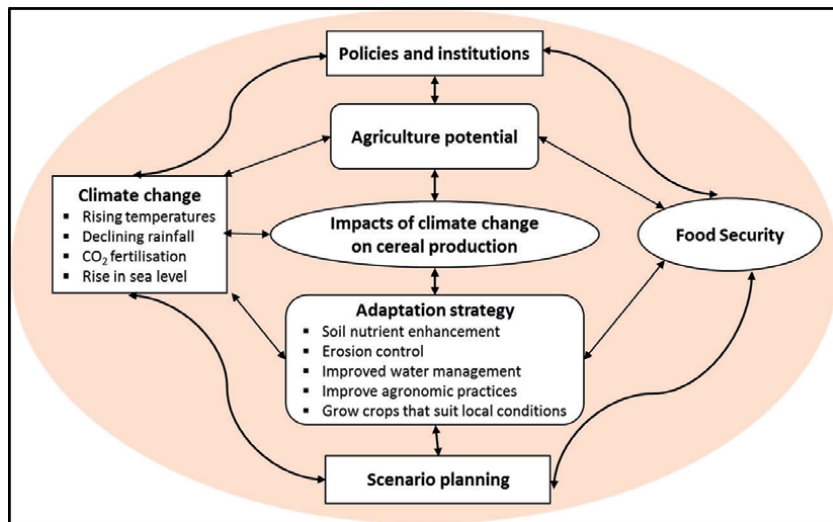 Policies and institutions
Agriculture potential
Climate change
▪ Rising temperatures
▪ Declining rainfall
▪ CO₂ fertilisation
▪ Rise in sea level
Impacts of climate change
on cereal production
Food Security
Adaptation strategy
▪ Soil nutrient enhancement
▪ Erosion control
▪ Improved water management
▪ Improve agronomic practices
▪ Grow crops that suit local conditions
Scenario planning